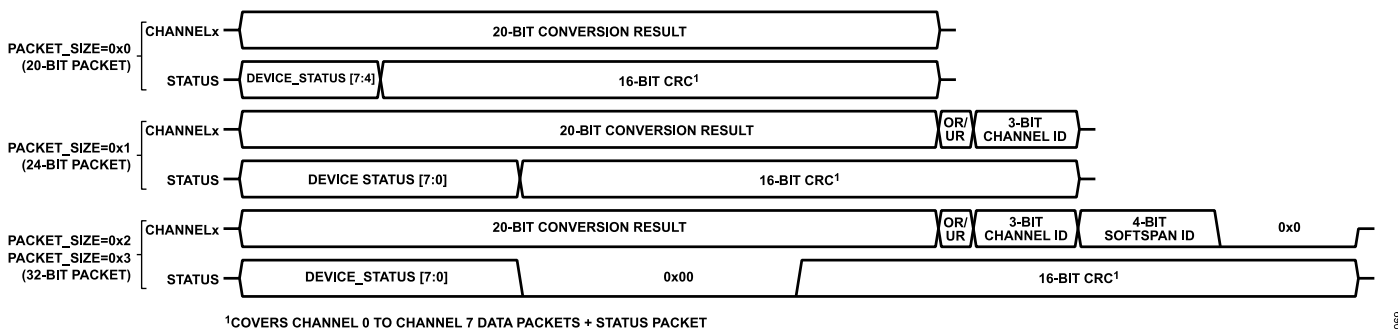 PACKET_SIZE=0x0
(20-BIT PACKET)
CHANNELx
20-BIT CONVERSION RESULT
STATUS
DEVICE_STATUS [7:4]
16-BIT CRC1
PACKET_SIZE=0x1
(24-BIT PACKET)
CHANNELx
20-BIT CONVERSION RESULT
OR/
UR
3-BIT
CHANNEL ID
STATUS
DEVICE STATUS [7:0]
16-BIT CRC1
PACKET_SIZE=0x2
PACKET_SIZE=0x3
(32-BIT PACKET)
CHANNELx
20-BIT CONVERSION RESULT
OR/
UR
3-BIT
CHANNEL ID
4-BIT
SOFTSPAN ID
0x0
STATUS
DEVICE_STATUS [7:0]
0x00
16-BIT CRC1
1COVERS CHANNEL 0 TO CHANNEL 7 DATA PACKETS + STATUS PACKET